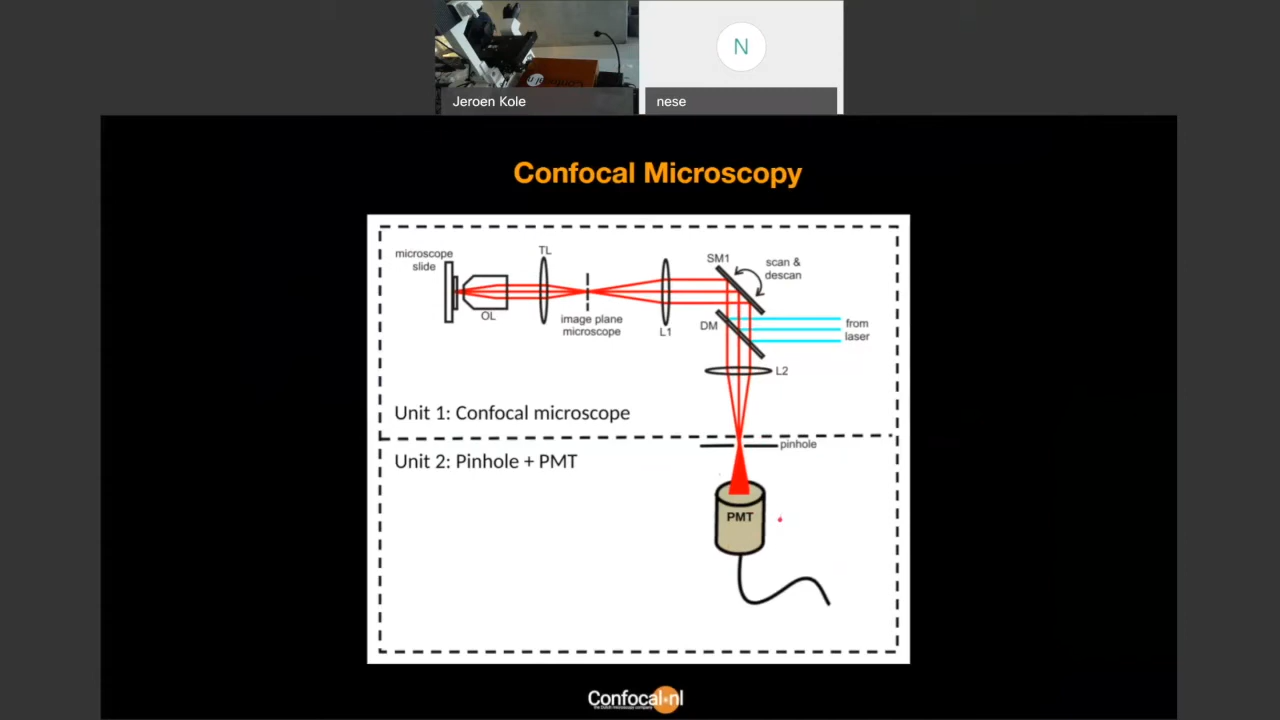 Jeroen Kole
N
nese
Confocal Microscopy
microscope
slide
TL
OL
image plane
microscope
L1
SM1
scan &
descan
DM
from
laser
L2
Unit 1: Confocal microscope
pinhole
Unit 2: Pinhole + PMT
PMT
Confocal.nl